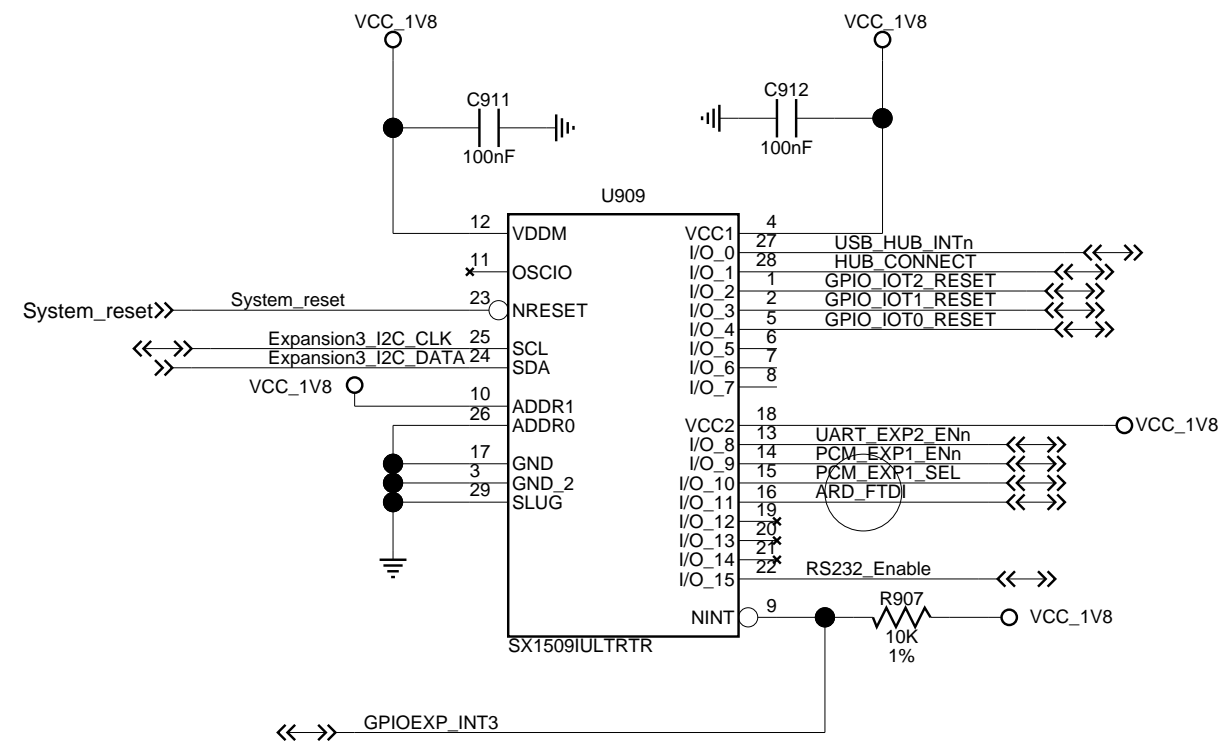 VCC_1V8 VCC_1V8
C911 C912
100nF 100nF
U909
12 VDDM VCC1 4
I/O_0 27 USB_HUB_INTn
11 OSCIO I/O_1 28 HUB_CONNECT
I/O_2 1 GPIO_IOT2_RESET
System_reset System_reset 23 NRESET I/O_3 2 GPIO_IOT1_RESET
I/O_4 5 GPIO_IOT0_RESET
Expansion3_I2C_CLK 25 SCL I/O_5 6
Expansion3_I2C_DATA 24 SDA I/O_6 7
VCC_1V8 I/O_7 8
10 ADDR1
26 ADDR0 VCC2 18 VCC_1V8
I/O_8 13 UART_EXP2_ENn
17 GND I/O_9 14 PCM_EXP1_ENn
3 GND_2 I/O_10 15 PCM_EXP1_SEL
29 SLUG I/O_11 16 ARD_FTDI
I/O_12 19
I/O_13 20
I/O_14 21
I/O_15 22 RS232_Enable
NINT 9 R907 VCC_1V8
10K
1%
SX1509IULTRTR
GPIOEXP_INT3